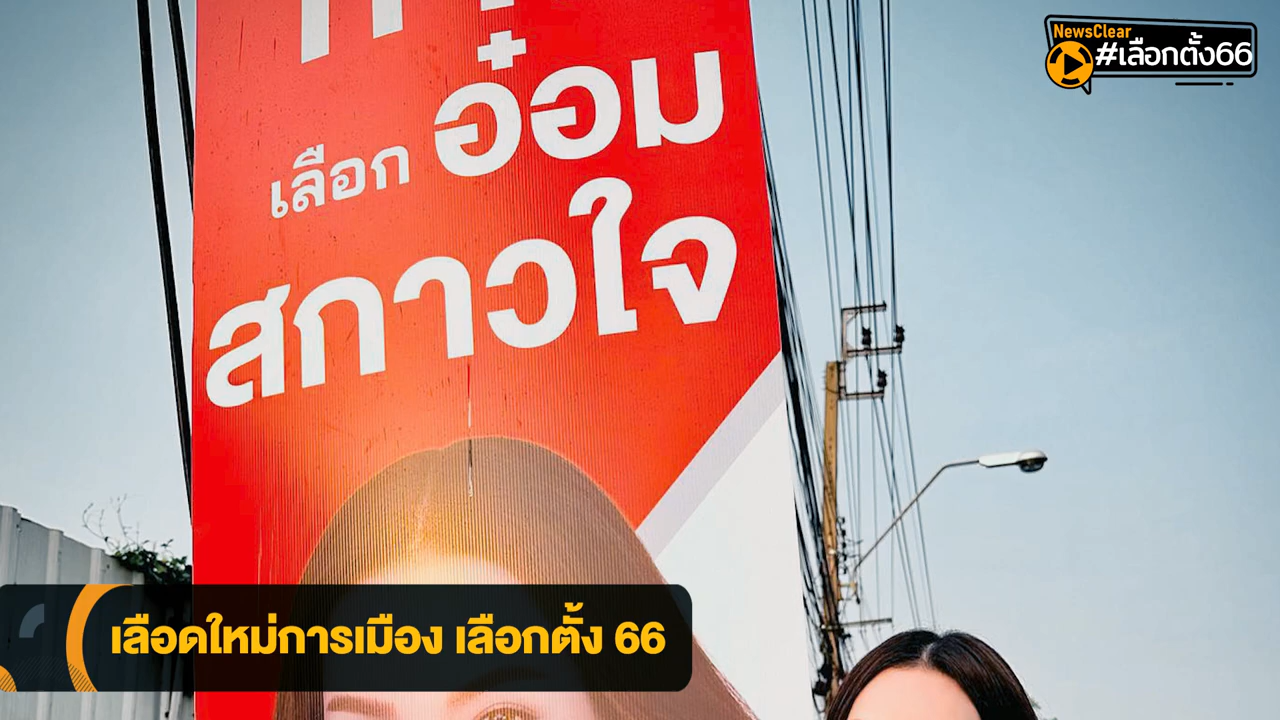 NewsClear
#เลือกตั้ง66
เลือก อ๋อม
สกาวใจ
เลือดใหม่การเมือง เลือกตั้ง 66